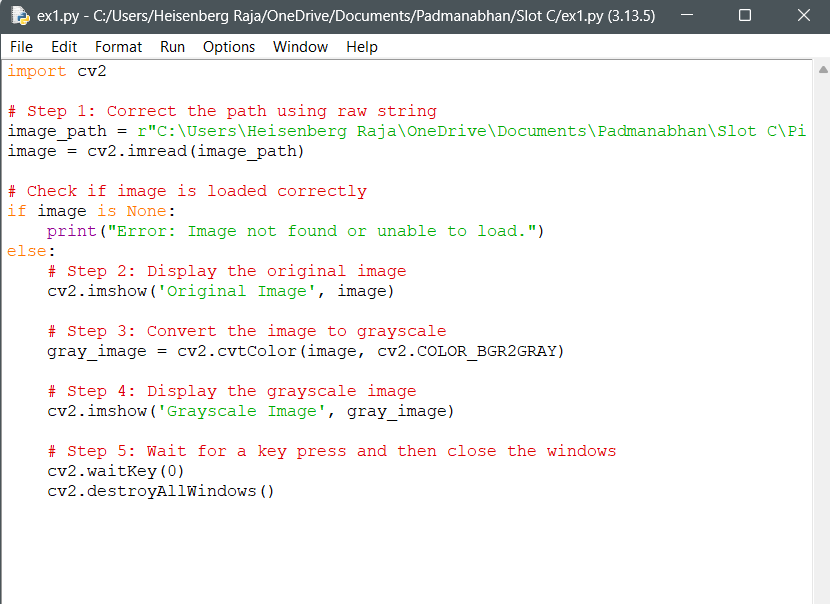 ex1.py - C:/Users/Heisenberg Raja/OneDrive/Documents/Padmanabhan/Slot C/ex1.py (3.13.5)
File Edit Format Run Options Window Help
import cv2

# Step 1: Correct the path using raw string
image_path = r"C:\Users\Heisenberg Raja\OneDrive\Documents\Padmanabhan\Slot C\Pi
image = cv2.imread(image_path)

# Check if image is loaded correctly
if image is None:
    print("Error: Image not found or unable to load.")
else:
    # Step 2: Display the original image
    cv2.imshow('Original Image', image)

    # Step 3: Convert the image to grayscale
    gray_image = cv2.cvtColor(image, cv2.COLOR_BGR2GRAY)

    # Step 4: Display the grayscale image
    cv2.imshow('Grayscale Image', gray_image)

    # Step 5: Wait for a key press and then close the windows
    cv2.waitKey(0)
    cv2.destroyAllWindows()